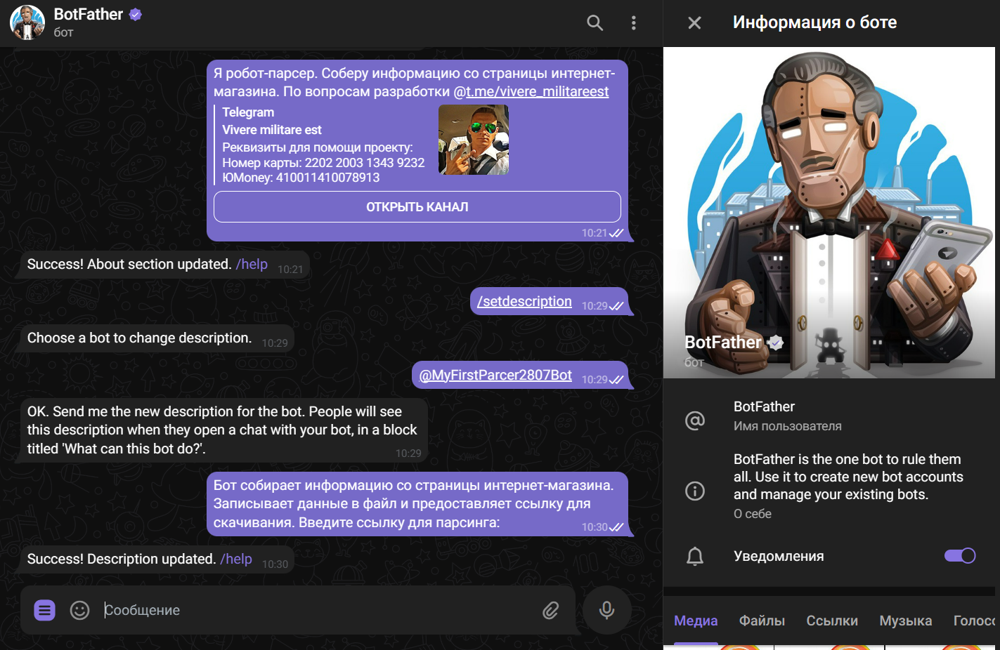 BotFather
бот
Я робот-парсер. Соберу информацию со страницы интернет-
магазина. По вопросам разработки @t.me/vivere_militareest
Telegram
Vivere militare est
Реквизиты для помощи проекту:
Номер карты: 2202 2003 1343 9232
ЮMoney: 410011410078913
ОТКРЫТЬ КАНАЛ
10:21
Success! About section updated. /help 10:21
/setdescription 10:29
Choose a bot to change description. 10:29
@MyFirstParcer2807Bot 10:29
OK. Send me the new description for the bot. People will see
this description when they open a chat with your bot, in a block
titled 'What can this bot do?'. 10:29
Бот собирает информацию со страницы интернет-магазина.
Записывает данные в файл и предоставляет ссылку для
скачивания. Введите ссылку для парсинга: 10:30
Success! Description updated. /help 10:30
Сообщение
Информация о боте
BotFather
бот
BotFather
Имя пользователя
BotFather is the one bot to rule them
all. Use it to create new bot accounts
and manage your existing bots.
О себе
Уведомления
Медиа Файлы Ссылки Музыка Голосо